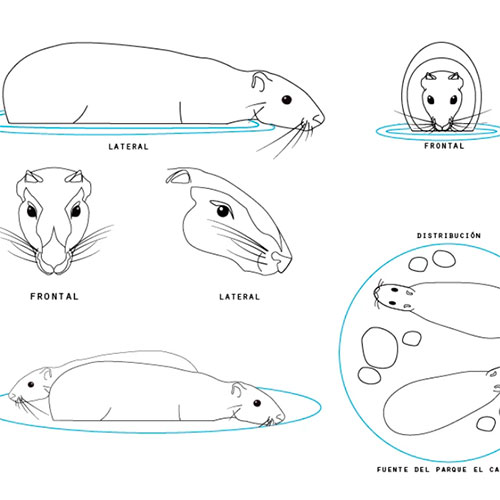 LATERAL
FRONTAL
FRONTAL
LATERAL
DISTRIBUCIÓN
FUENTE DEL PARQUE EL CA